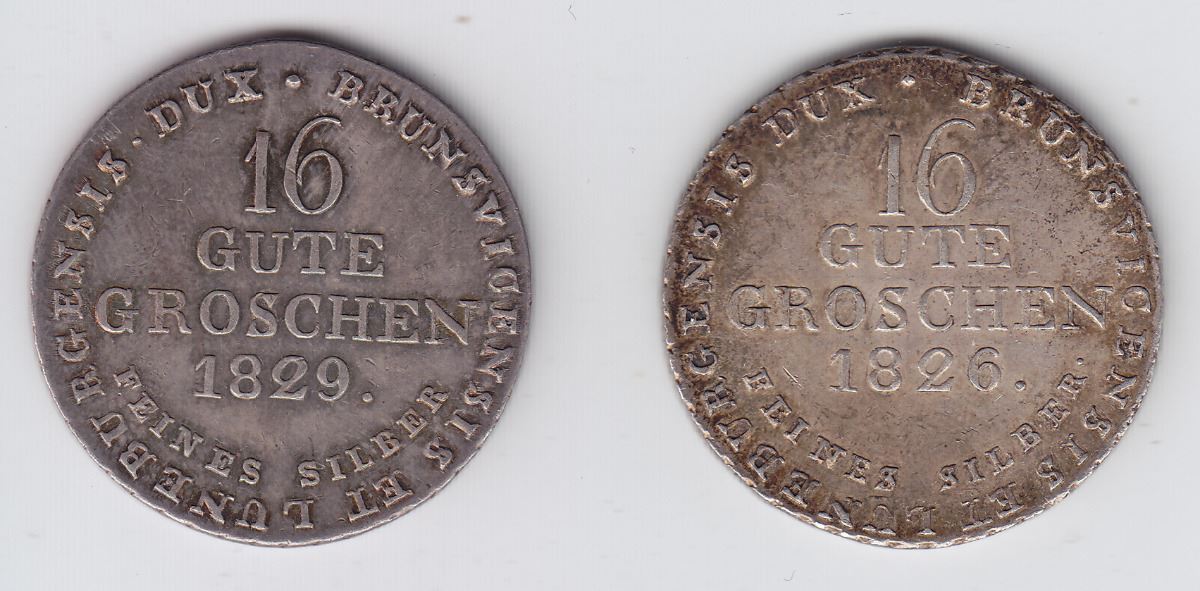 BRUNSVICENSIS ET LUNEBURGENSIS · DUX ·
16
GUTE
GROSCHEN
1829.
FEINES SILBER
BRUNSVICENSIS ET LUNEBURGENSIS DUX ·
16
GUTE
GROSCHEN
1826.
FEINES SILBER.